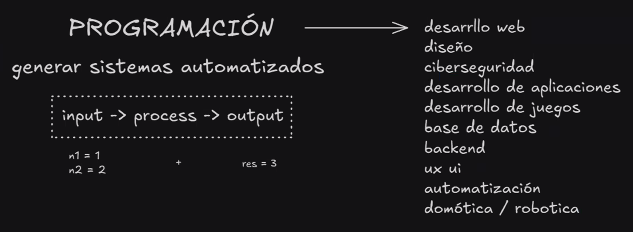 PROGRAMACIÓN
generar sistemas automatizados
input -> process -> output
n1 = 1
n2 = 2
+
res = 3
desarrllo web
diseño
ciberseguridad
desarrollo de aplicaciones
desarrollo de juegos
base de datos
backend
ux ui
automatización
domótica / robotica